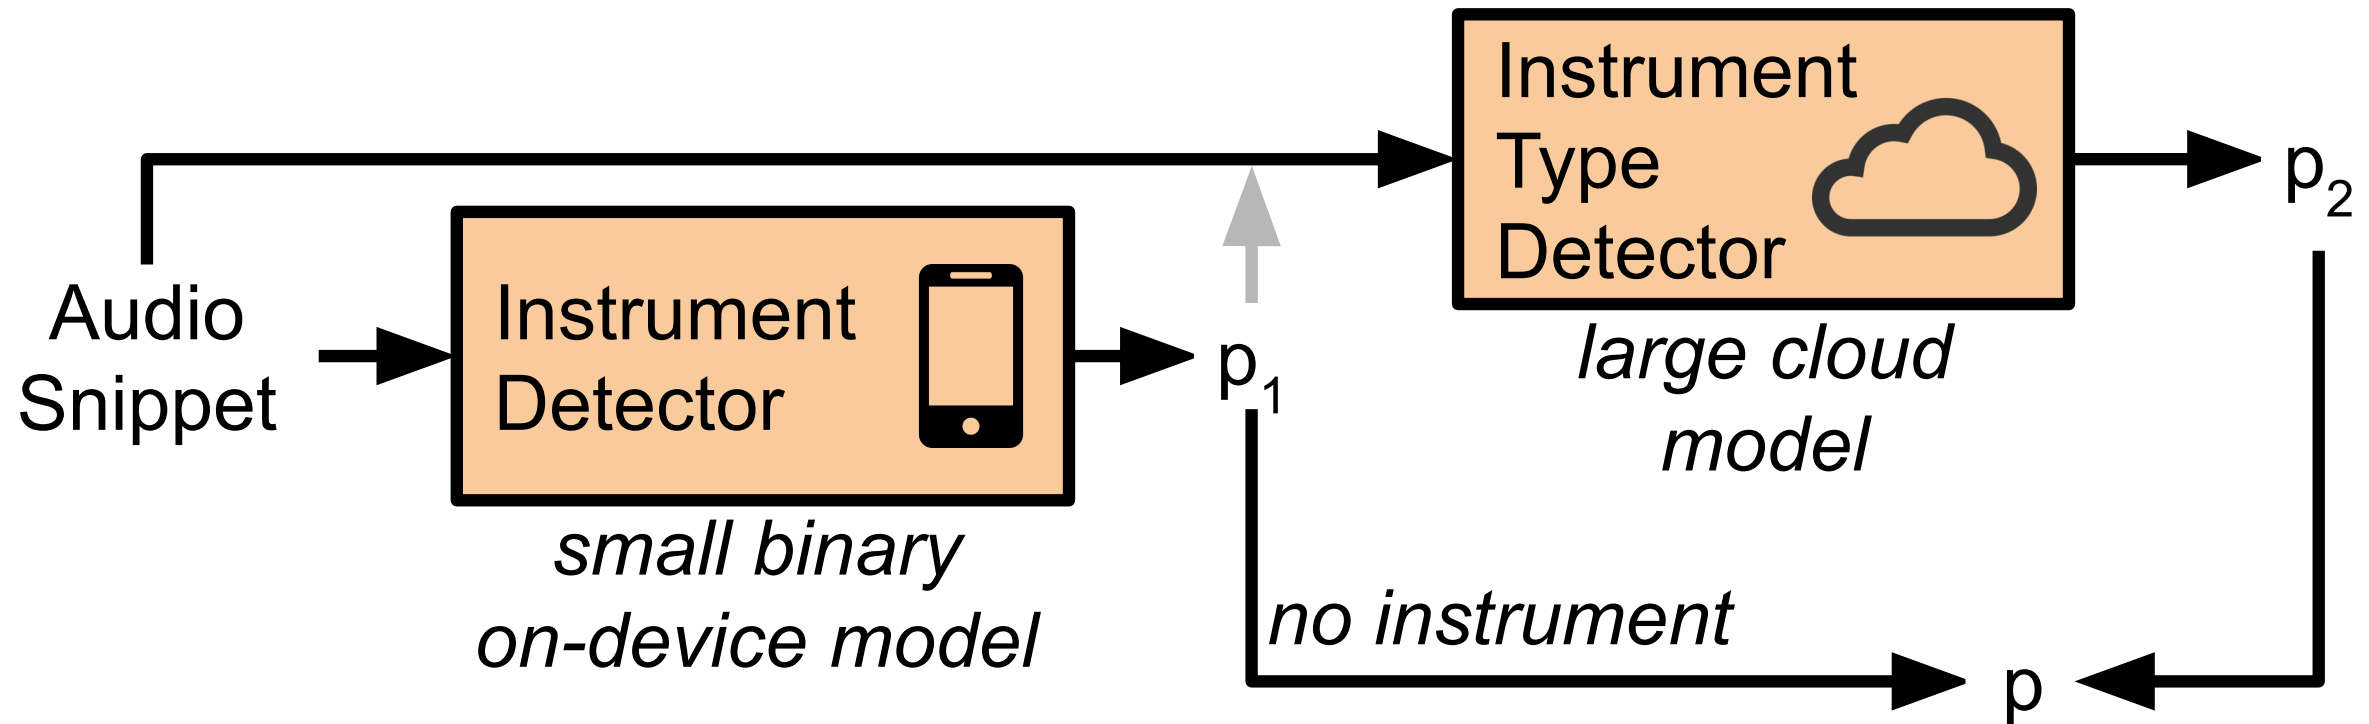 Audio
Snippet
Instrument
Detector
small binary
on-device model
p₁
Instrument
Type
Detector
large cloud
model
p₂
no instrument
p